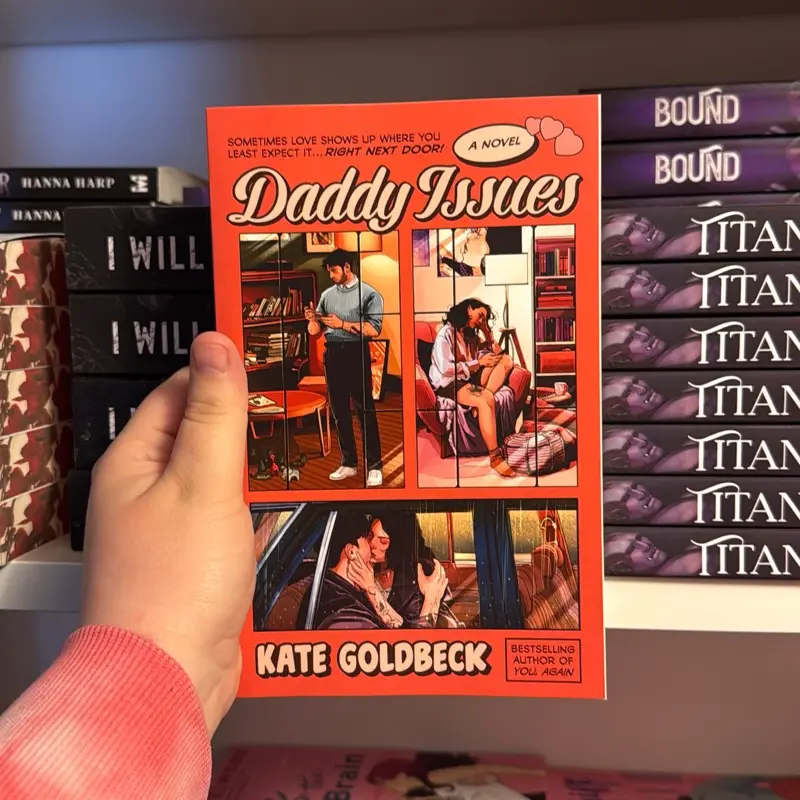 SOMETIMES LOVE SHOWS UP WHERE YOU
LEAST EXPECT IT...RIGHT NEXT DOOR!
A NOVEL
Daddy Issues
KATE GOLDBECK
BESTSELLING
AUTHOR OF
YOU, AGAIN
HANNA HARP
HANNA
I WILL
I WILL
BOUND
BOUND
TITAN
TITAN
TITAN
TITAN
TITAN
TITAN
TITAN
Brain